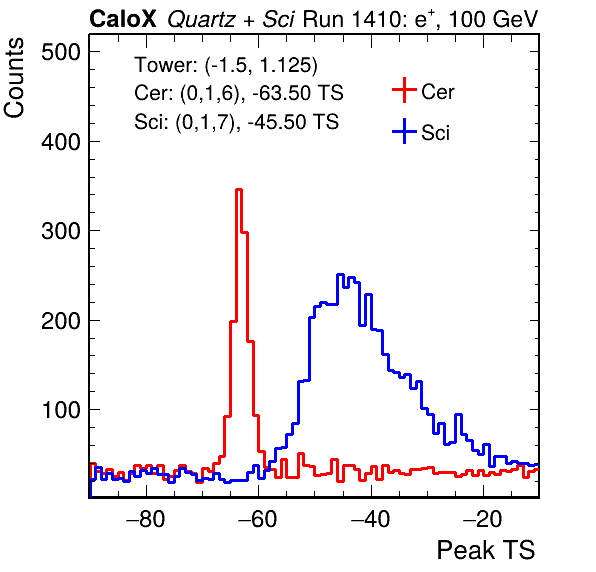 CaloX Quartz + Sci Run 1410: e+, 100 GeV
Counts
500
400
300
200
100
Tower: (-1.5, 1.125)
Cer: (0,1,6), -63.50 TS
Sci: (0,1,7), -45.50 TS
Cer
Sci
−80 −60 −40 −20
Peak TS